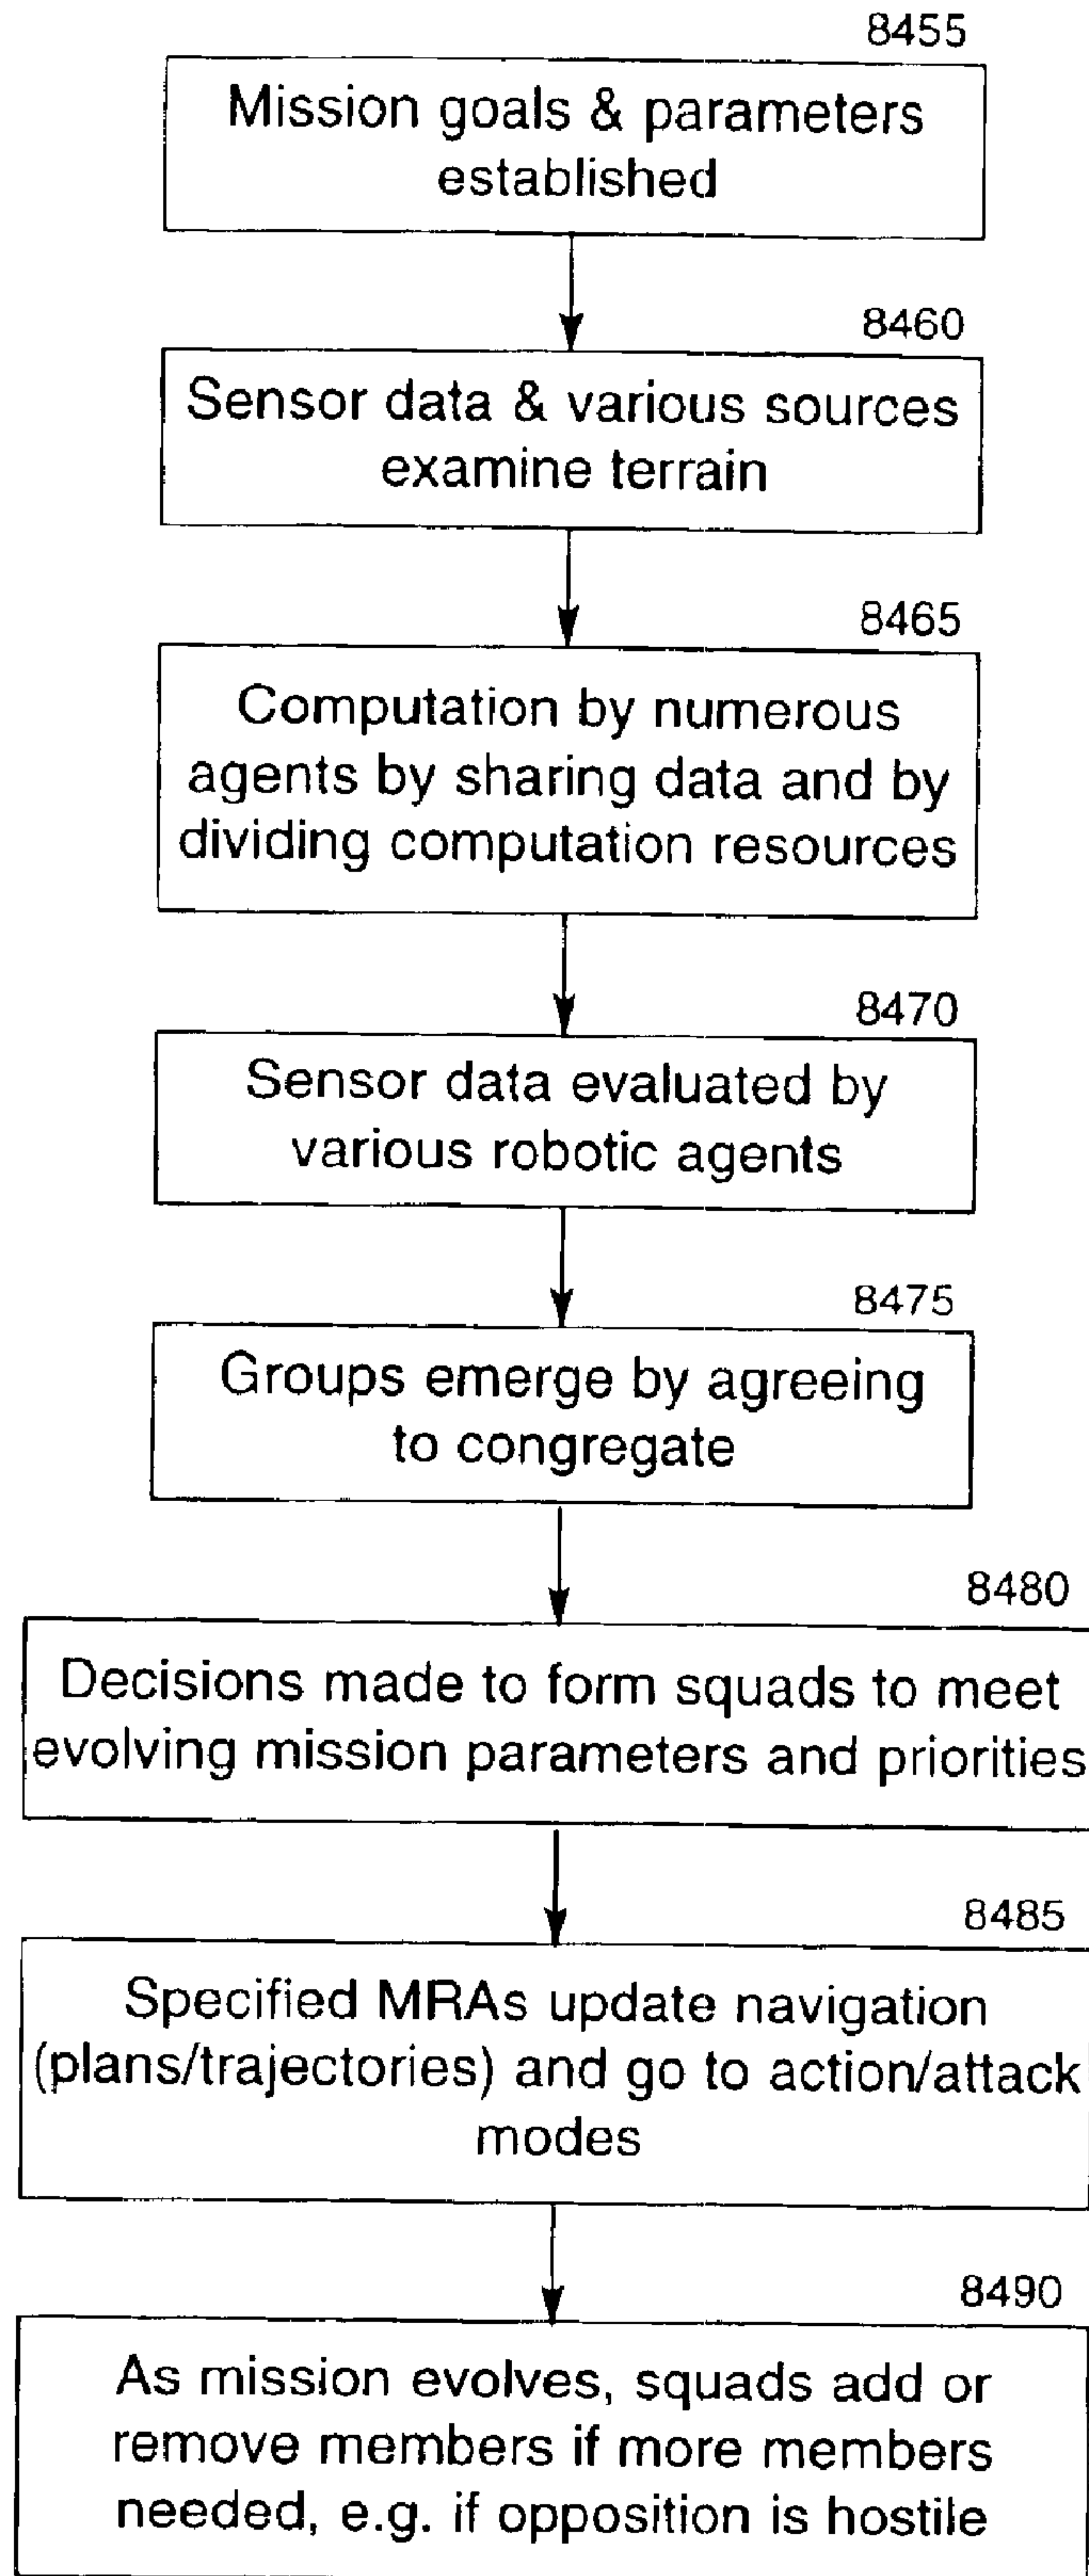 8455
Mission goals & parameters
established
8460
Sensor data & various sources
examine terrain
8465
Computation by numerous
agents by sharing data and by
dividing computation resources
8470
Sensor data evaluated by
various robotic agents
8475
Groups emerge by agreeing
to congregate
8480
Decisions made to form squads to meet
evolving mission parameters and priorities
8485
Specified MRAs update navigation
(plans/trajectories) and go to action/attack
modes
8490
As mission evolves, squads add or
remove members if more members
needed, e.g. if opposition is hostile